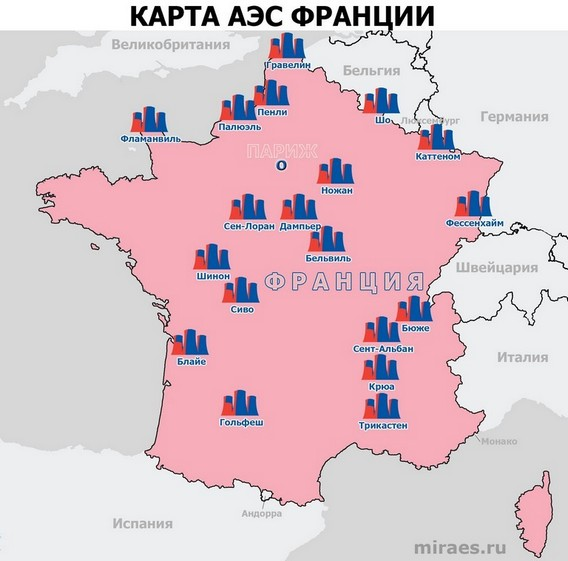 КАРТА АЭС ФРАНЦИИ
Великобритания
Гравелин
Бельгия
Пенли
Палюэль
Шо
Люксембург
Германия
Фламанвиль
Каттеном
ПАРИЖ
Ножан
Сен-Лоран
Дампьер
Фессенхайм
Бельвиль
Швейцария
Шинон
ФРАНЦИЯ
Сиво
Бюже
Сент-Альбан
Блайе
Италия
Крюа
Гольфеш
Трикастен
Монако
Андорра
Испания
miraes.ru